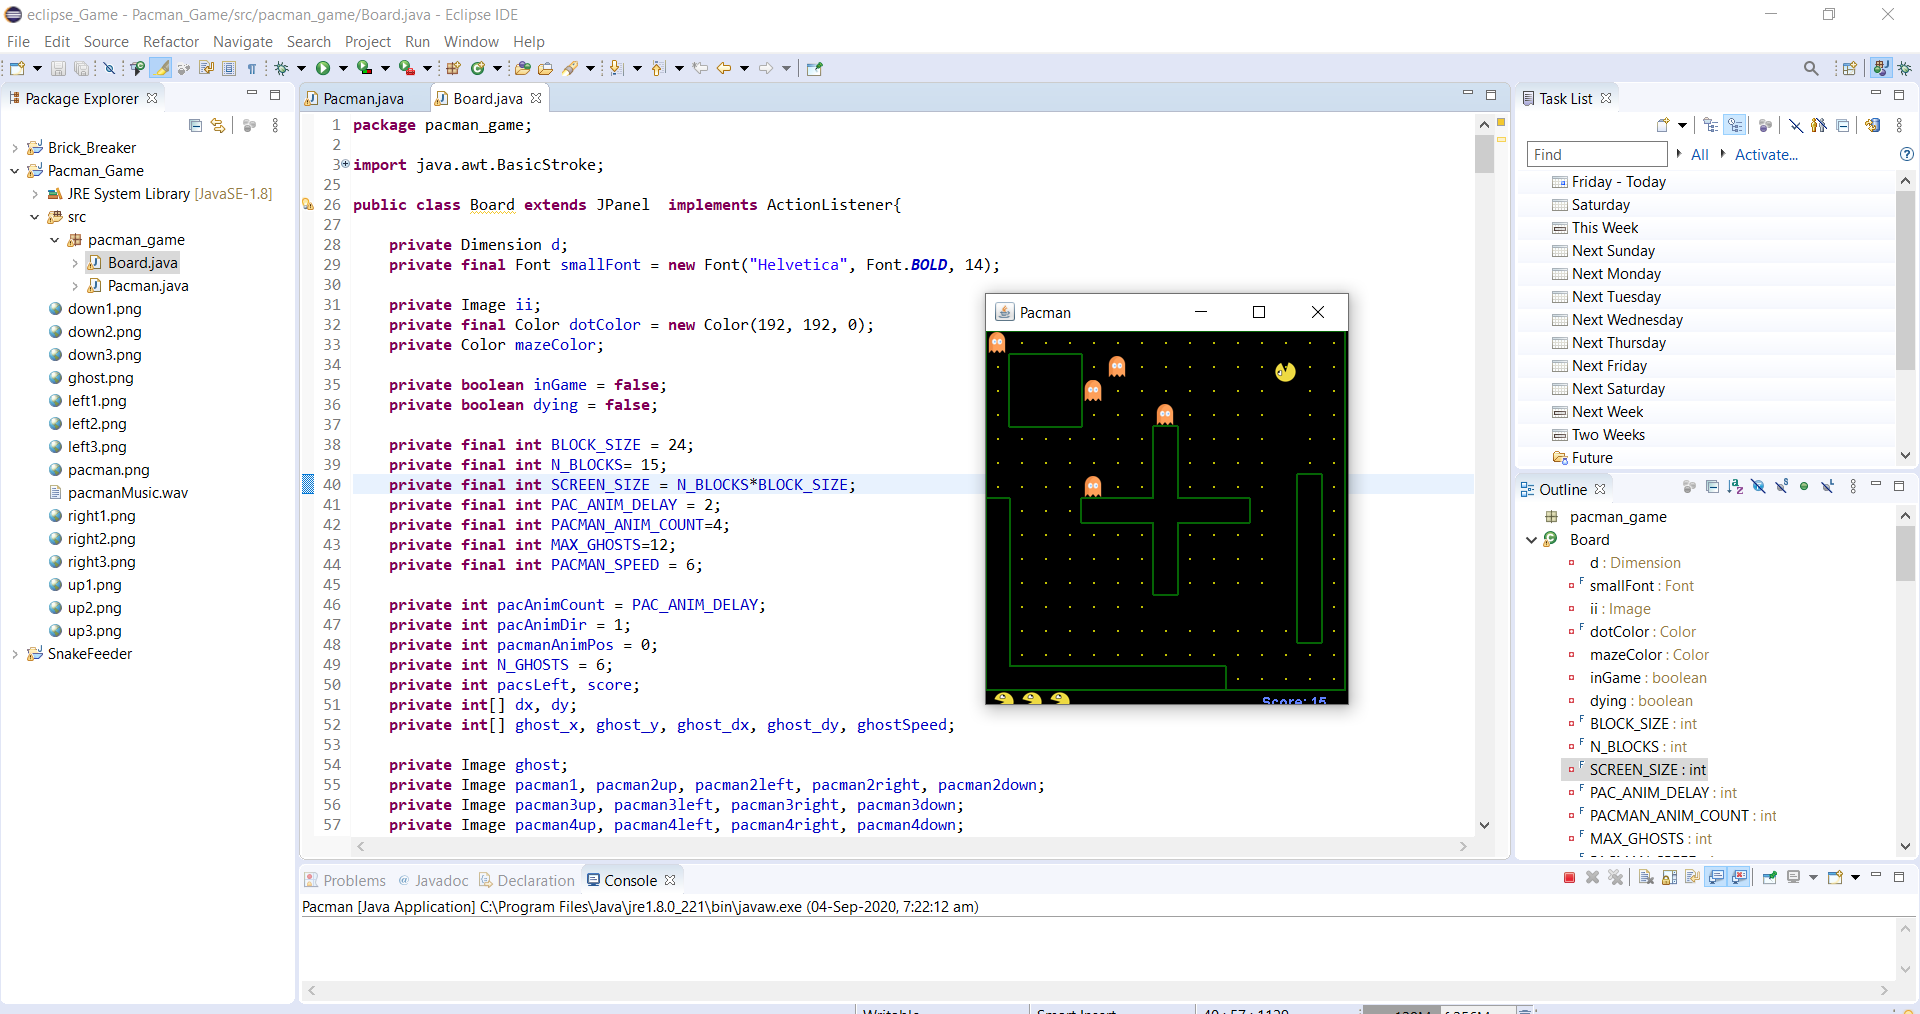 eclipse_Game - Pacman_Game/src/pacman_game/Board.java - Eclipse IDE
File Edit Source Refactor Navigate Search Project Run Window Help
Package Explorer
Brick_Breaker
Pacman_Game
JRE System Library [JavaSE-1.8]
src
pacman_game
Board.java
Pacman.java
down1.png
down2.png
down3.png
ghost.png
left1.png
left2.png
left3.png
pacman.png
pacmanMusic.wav
right1.png
right2.png
right3.png
up1.png
up2.png
up3.png
SnakeFeeder
Pacman.java Board.java
1 package pacman_game;
2
3 import java.awt.BasicStroke;
25
26 public class Board extends JPanel  implements ActionListener{
27
28     private Dimension d;
29     private final Font smallFont = new Font("Helvetica", Font.BOLD, 14);
30
31     private Image ii;
32     private final Color dotColor = new Color(192, 192, 0);
33     private Color mazeColor;
34
35     private boolean inGame = false;
36     private boolean dying = false;
37
38     private final int BLOCK_SIZE = 24;
39     private final int N_BLOCKS= 15;
40     private final int SCREEN_SIZE = N_BLOCKS*BLOCK_SIZE;
41     private final int PAC_ANIM_DELAY = 2;
42     private final int PACMAN_ANIM_COUNT=4;
43     private final int MAX_GHOSTS=12;
44     private final int PACMAN_SPEED = 6;
45
46     private int pacAnimCount = PAC_ANIM_DELAY;
47     private int pacAnimDir = 1;
48     private int pacmanAnimPos = 0;
49     private int N_GHOSTS = 6;
50     private int pacsLeft, score;
51     private int[] dx, dy;
52     private int[] ghost_x, ghost_y, ghost_dx, ghost_dy, ghostSpeed;
53
54     private Image ghost;
55     private Image pacman1, pacman2up, pacman2left, pacman2right, pacman2down;
56     private Image pacman3up, pacman3left, pacman3right, pacman3down;
57     private Image pacman4up, pacman4left, pacman4right, pacman4down;
Pacman
Score: 15
Task List
Find All Activate...
Friday - Today
Saturday
This Week
Next Sunday
Next Monday
Next Tuesday
Next Wednesday
Next Thursday
Next Friday
Next Saturday
Next Week
Two Weeks
Future
Outline
pacman_game
Board
d : Dimension
smallFont : Font
ii : Image
dotColor : Color
mazeColor : Color
inGame : boolean
dying : boolean
BLOCK_SIZE : int
N_BLOCKS : int
SCREEN_SIZE : int
PAC_ANIM_DELAY : int
PACMAN_ANIM_COUNT : int
MAX_GHOSTS : int
Problems Javadoc Declaration Console
Pacman [Java Application] C:\Program Files\Java\jre1.8.0_221\bin\javaw.exe (04-Sep-2020, 7:22:12 am)